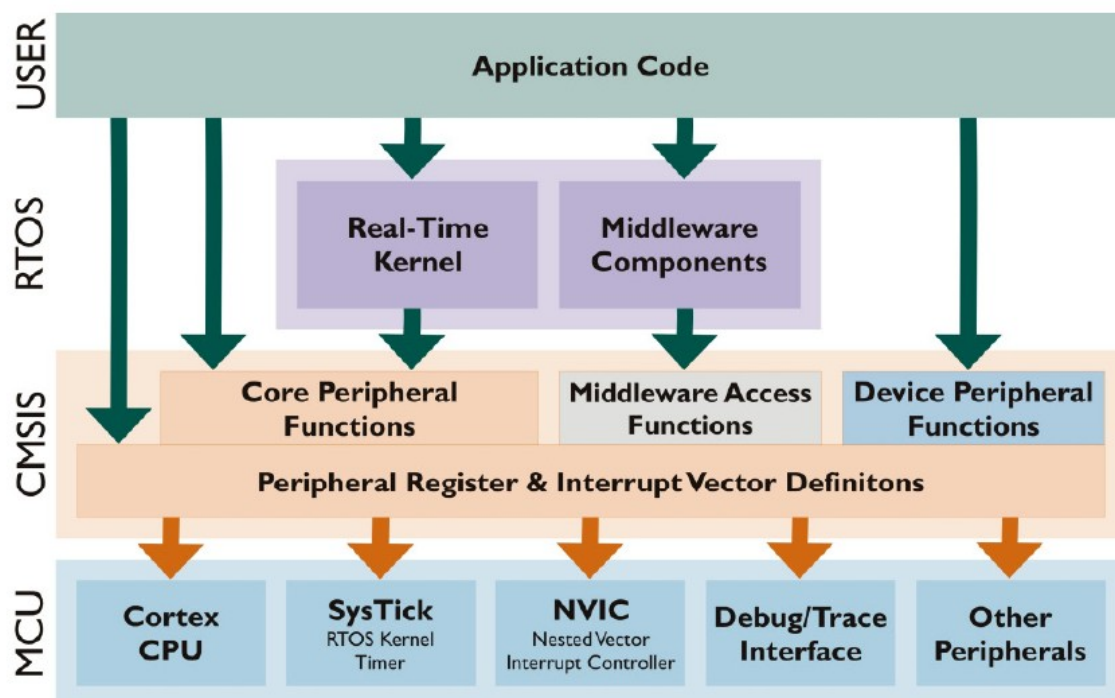 USER
Application Code
RTOS
Real-Time
Kernel
Middleware
Components
CMSIS
Core Peripheral
Functions
Middleware Access
Functions
Device Peripheral
Functions
Peripheral Register & Interrupt Vector Definitons
MCU
Cortex
CPU
SysTick
RTOS Kernel
Timer
NVIC
Nested Vector
Interrupt Controller
Debug/Trace
Interface
Other
Peripherals